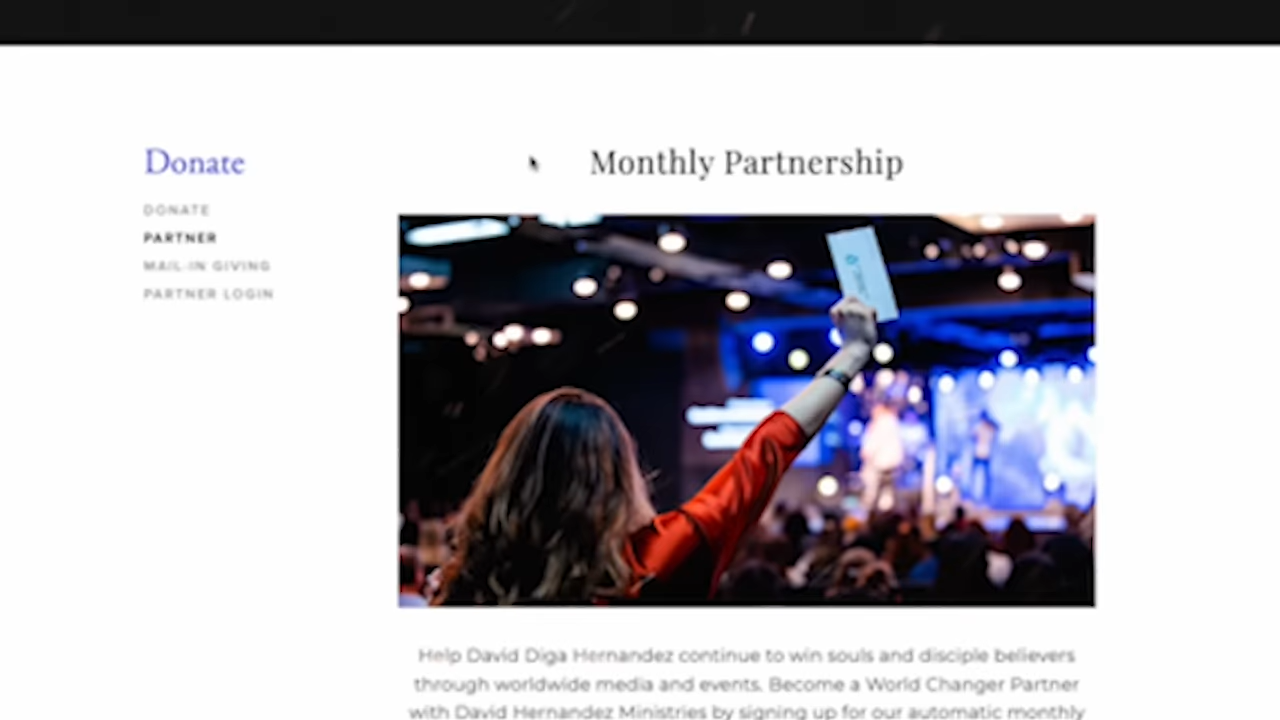 Donate
DONATE
PARTNER
MAIL-IN GIVING
PARTNER LOGIN
Monthly Partnership
Help David Diga Hernandez continue to win souls and disciple believers
through worldwide media and events. Become a World Changer Partner
with David Hernandez Ministries by signing up for our automatic monthly